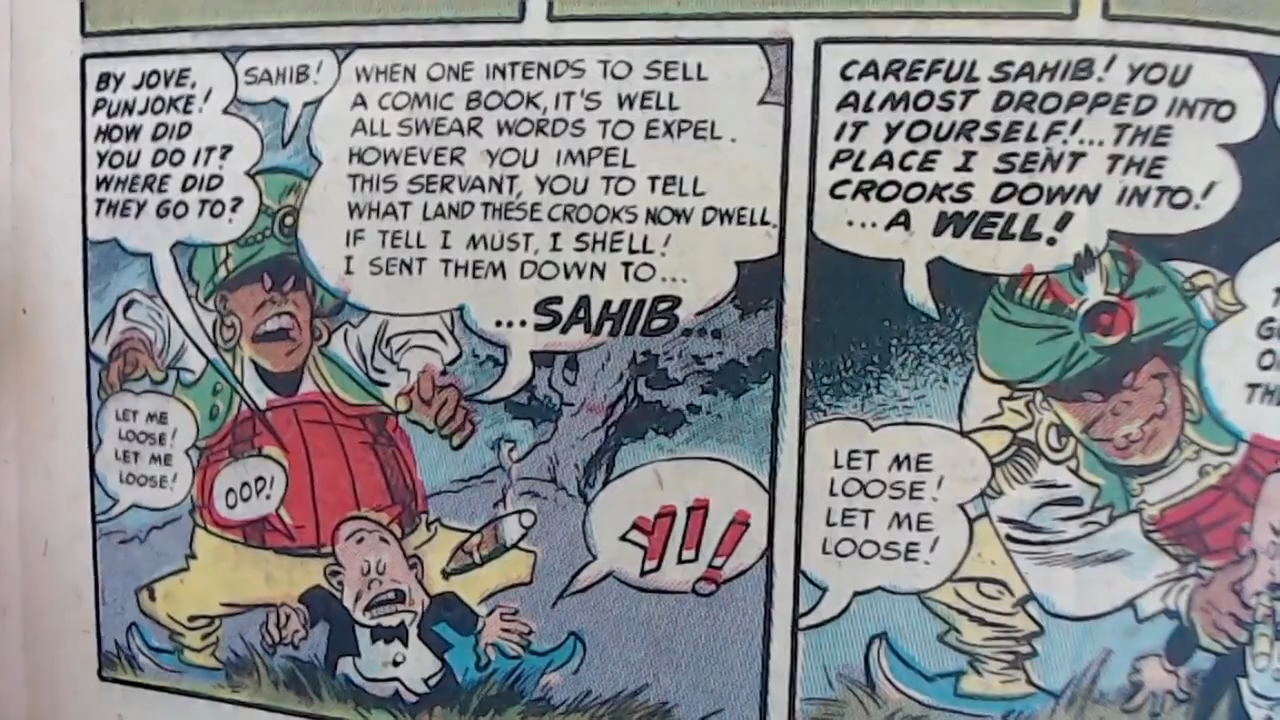 BY JOVE,
PUNJOKE!
HOW DID
YOU DO IT?
WHERE DID
THEY GO TO?
SAHIB!
WHEN ONE INTENDS TO SELL
A COMIC BOOK, IT'S WELL
ALL SWEAR WORDS TO EXPEL.
HOWEVER YOU IMPEL
THIS SERVANT, YOU TO TELL
WHAT LAND THESE CROOKS NOW DWELL.
IF TELL I MUST, I SHELL!
I SENT THEM DOWN TO...
...SAHIB...
LET ME
LOOSE!
LET ME
LOOSE!
OOP!
YI!
CAREFUL SAHIB! YOU
ALMOST DROPPED INTO
IT YOURSELF!...THE
PLACE I SENT THE
CROOKS DOWN INTO!
...A WELL!
LET ME
LOOSE!
LET ME
LOOSE!